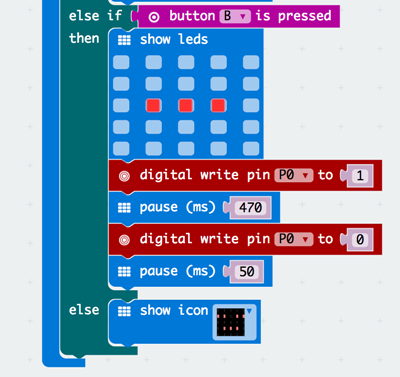 else if button B is pressed
then show leds
digital write pin P0 to 1
pause (ms) 470
digital write pin P0 to 0
pause (ms) 50
else show icon